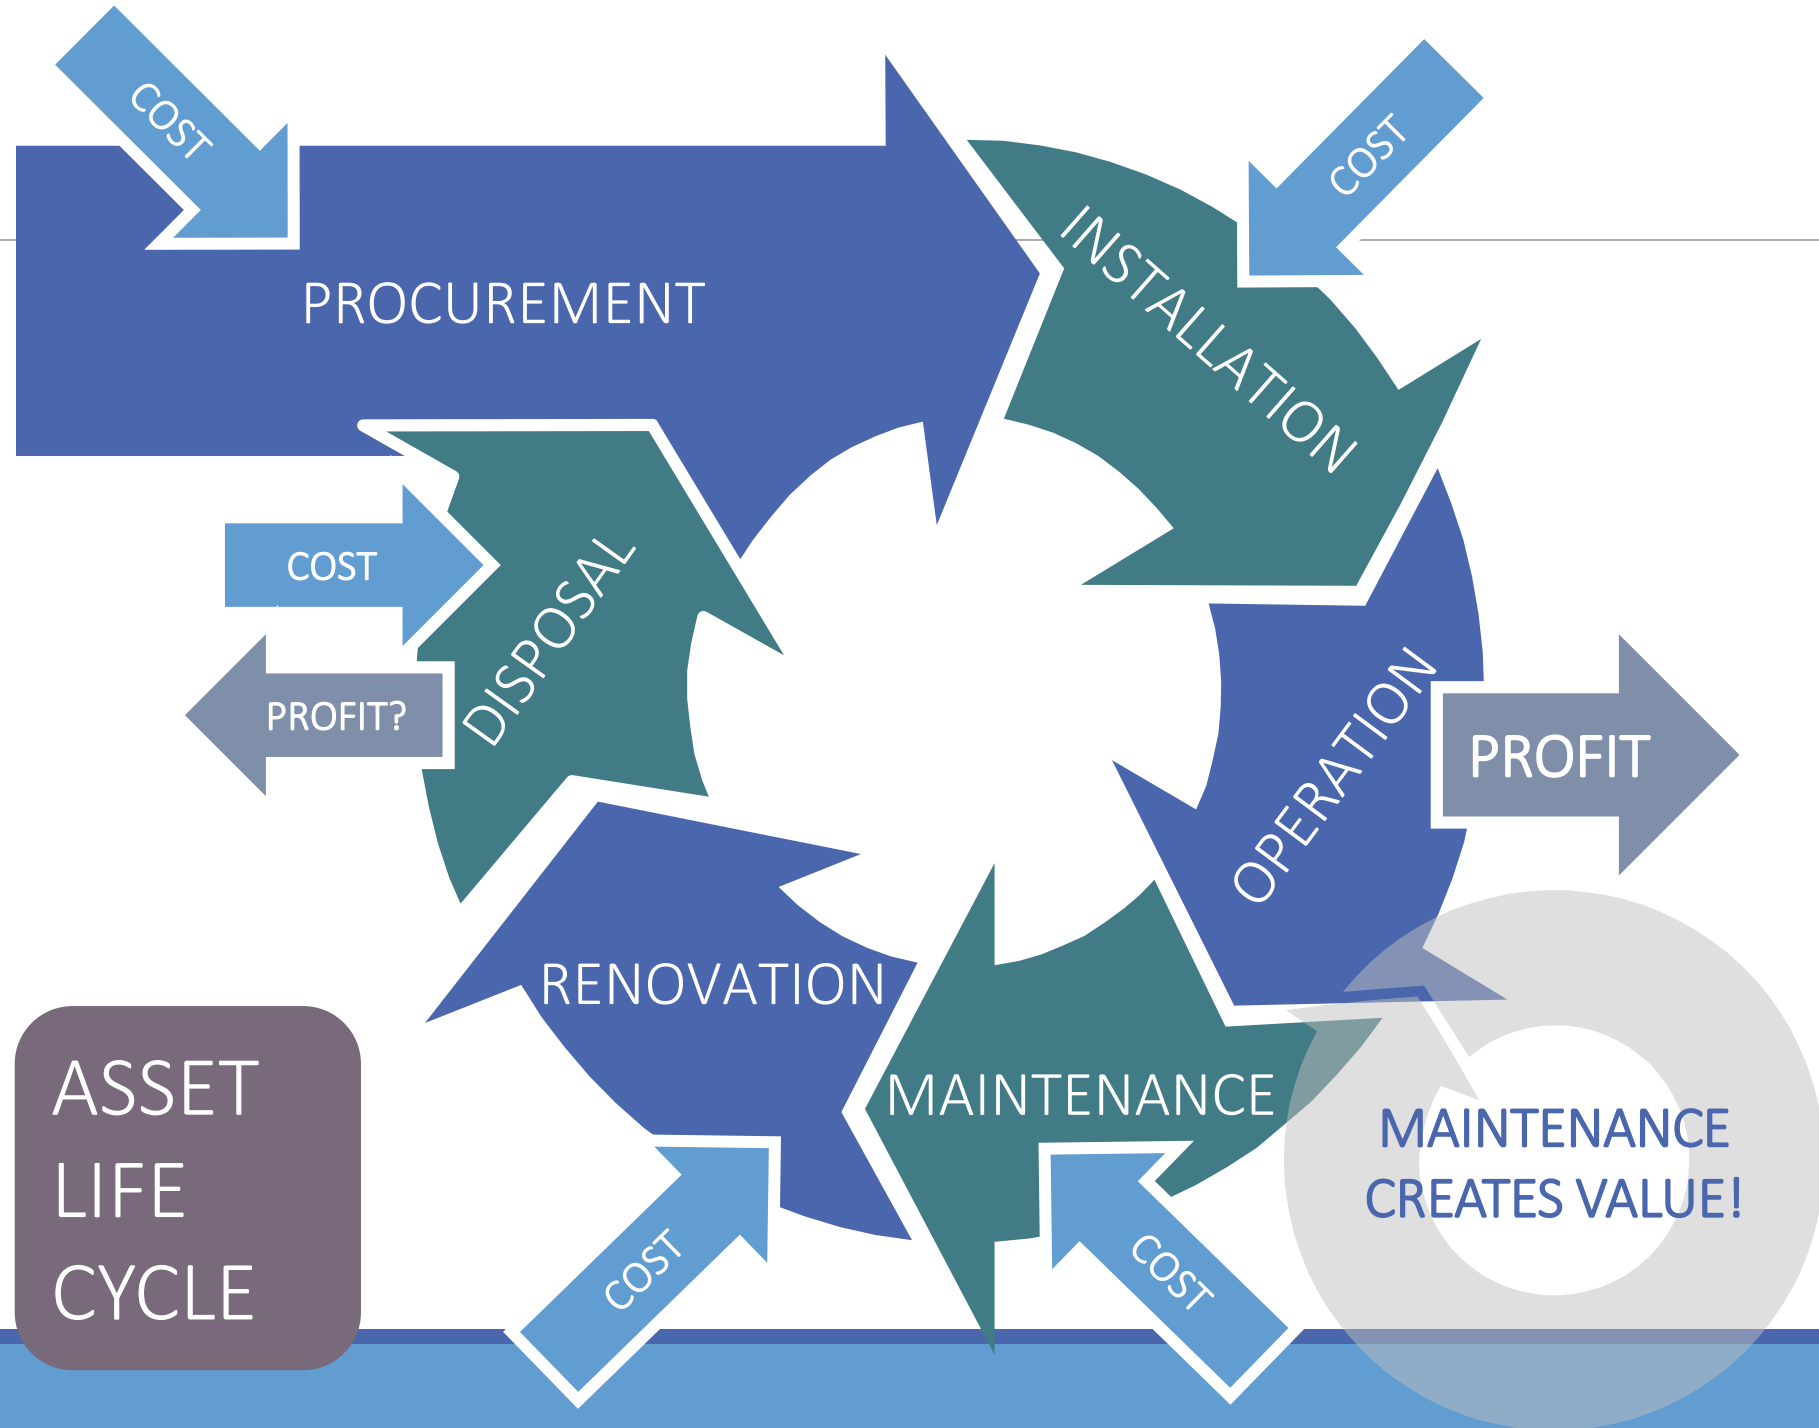 COST
COST
PROCUREMENT
INSTALLATION
COST
DISPOSAL
PROFIT?
OPERATION
PROFIT
RENOVATION
MAINTENANCE
MAINTENANCE
CREATES VALUE!
COST
COST
ASSET
LIFE
CYCLE